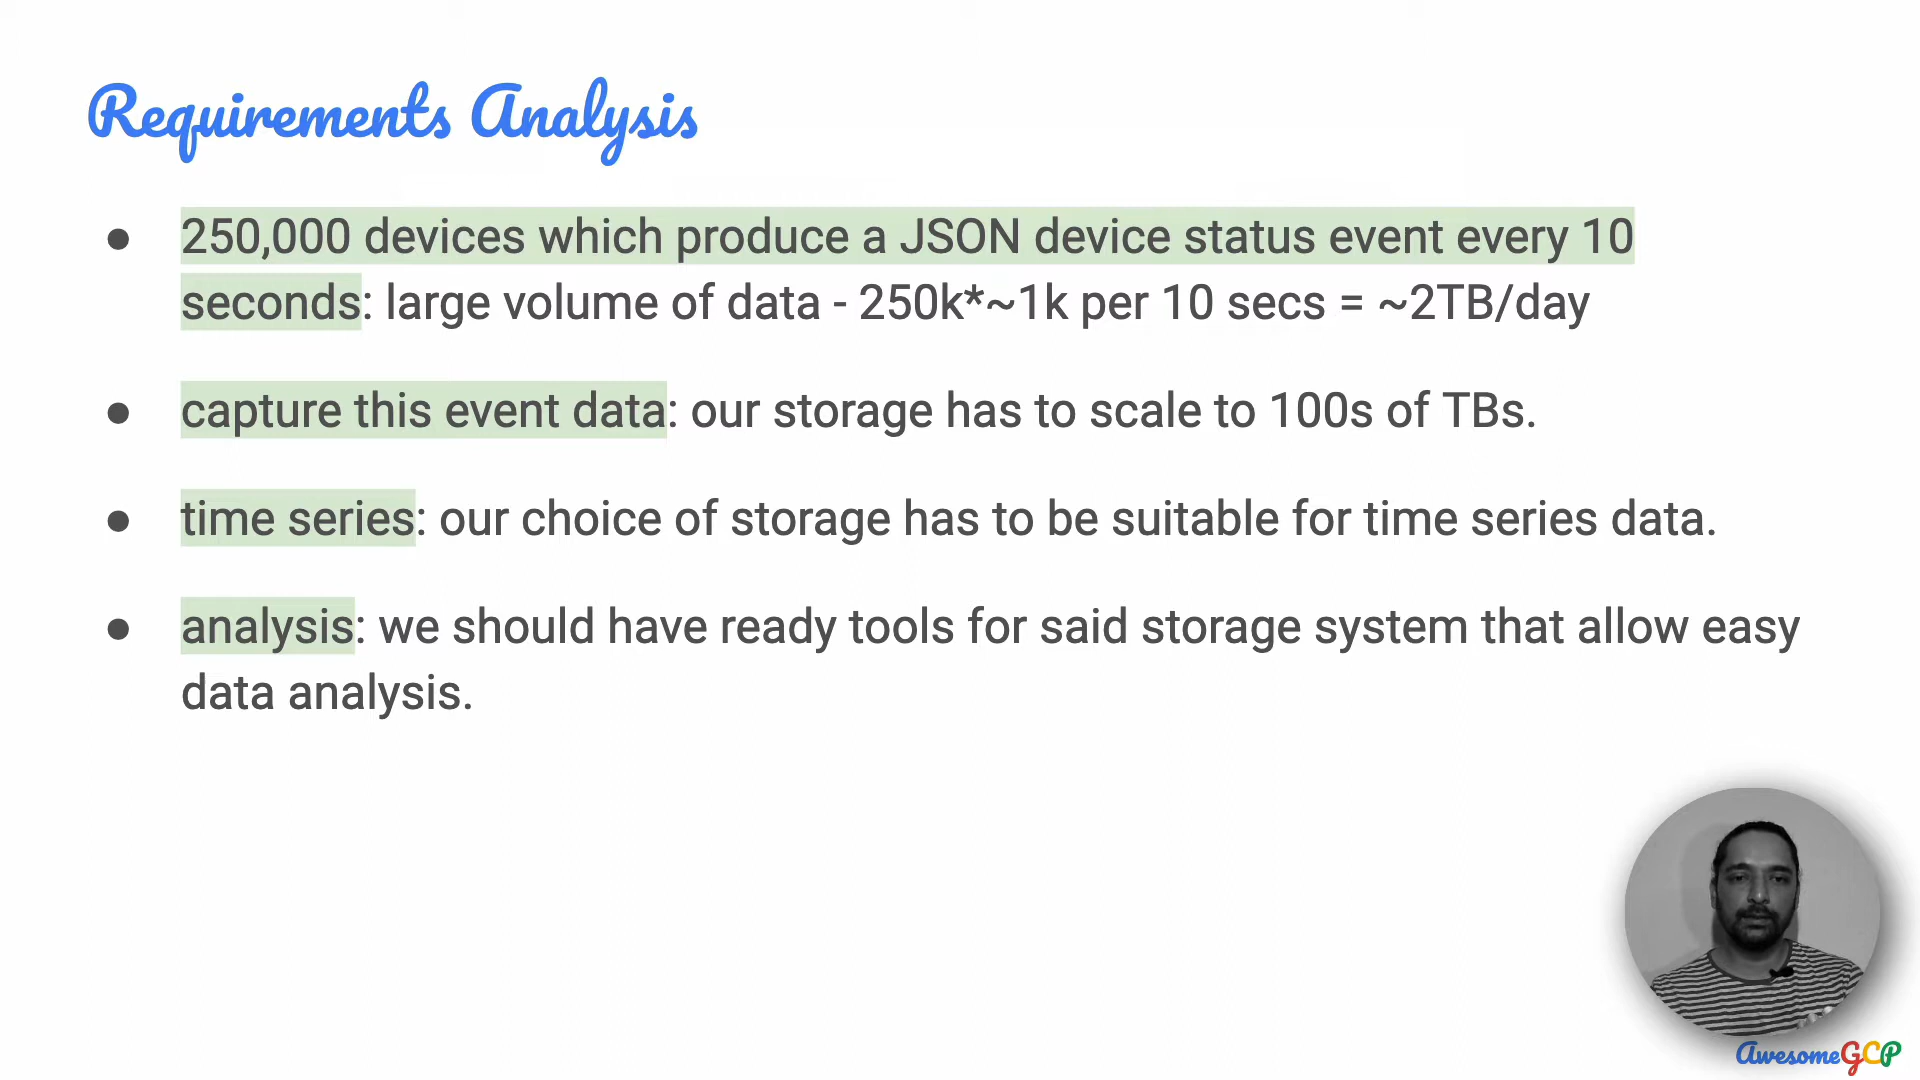 Requirements Analysis
● 250,000 devices which produce a JSON device status event every 10
seconds: large volume of data - 250k*~1k per 10 secs = ~2TB/day
● capture this event data: our storage has to scale to 100s of TBs.
● time series: our choice of storage has to be suitable for time series data.
● analysis: we should have ready tools for said storage system that allow easy
data analysis.
AwesomeGCP